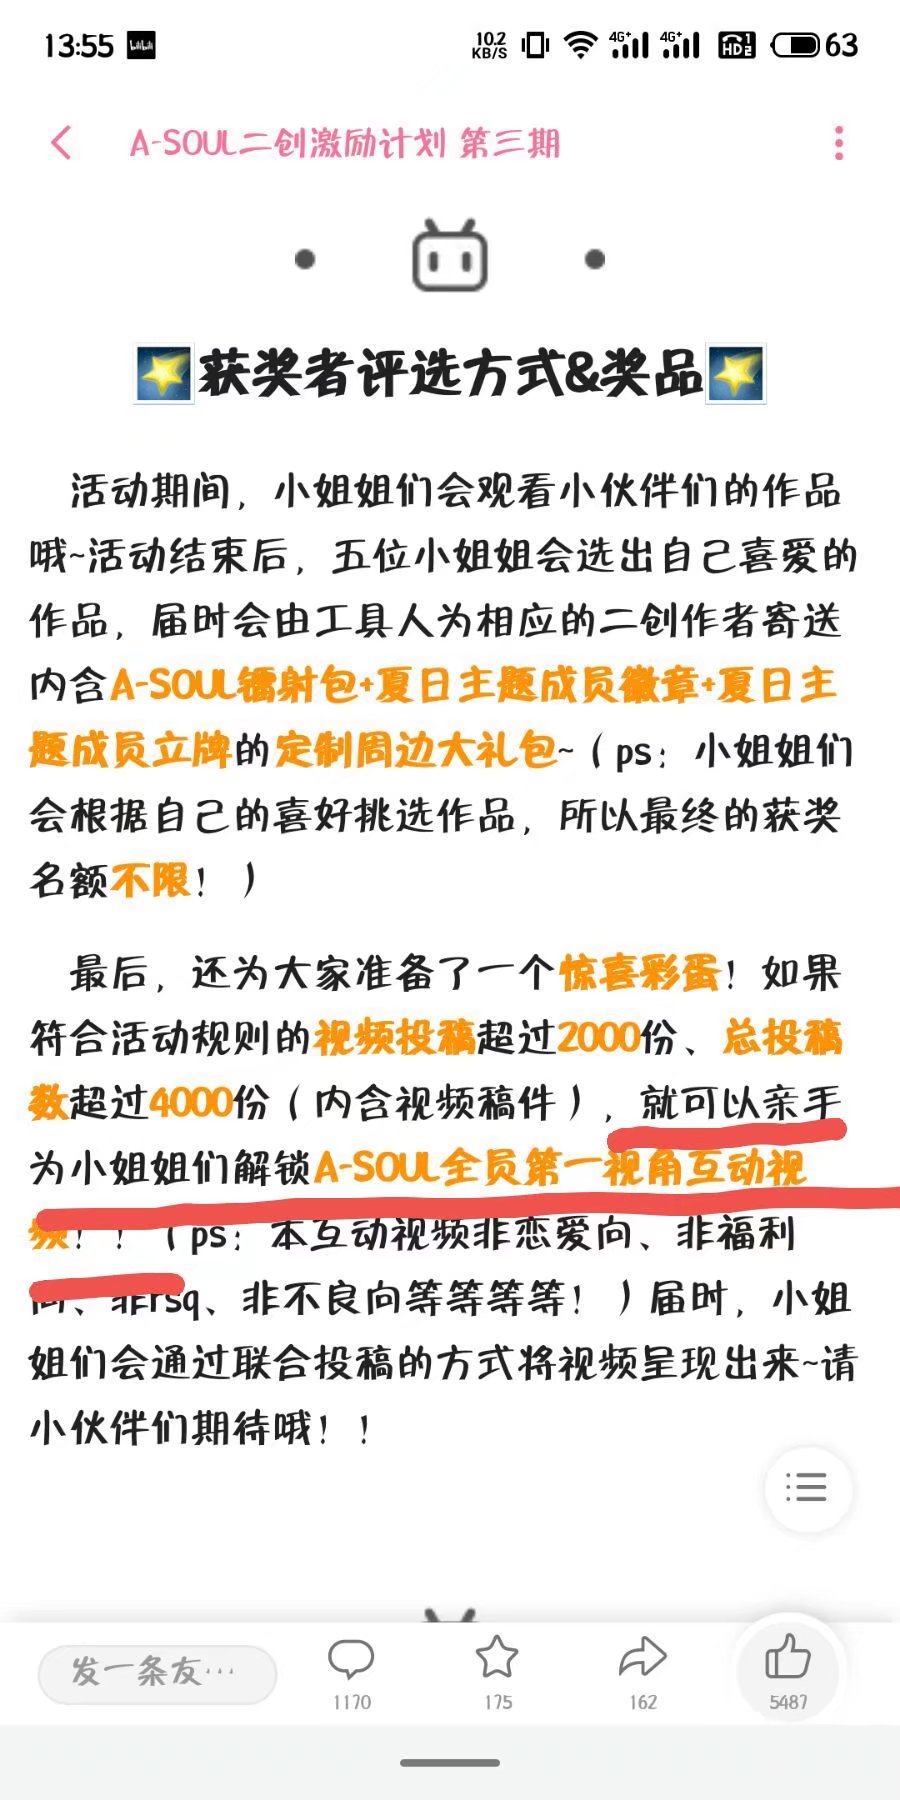 13:55 bilibili 10.2 KB/S 4G+ 4G+ HD 1 2 63
A-SOUL二创激励计划 第三期
获奖者评选方式&奖品
活动期间，小姐姐们会观看小伙伴们的作品
哦~活动结束后，五位小姐姐会选出自己喜爱的
作品，届时会由工具人为相应的二创作者寄送
内含A-SOUL镭射包+夏日主题成员徽章+夏日主
题成员立牌的定制周边大礼包~（ps：小姐姐们
会根据自己的喜好挑选作品，所以最终的获奖
名额不限！）
最后，还为大家准备了一个惊喜彩蛋！如果
符合活动规则的视频投稿超过2000份、总投稿
数超过4000份（内含视频稿件），就可以亲手
为小姐姐们解锁A-SOUL全员第一视角互动视
频！！（ps：本互动视频非恋爱向、非福利
向、非rsq、非不良向等等等等！）届时，小姐
姐们会通过联合投稿的方式将视频呈现出来~请
小伙伴们期待哦！！
发一条友…
1170
175
162
5487